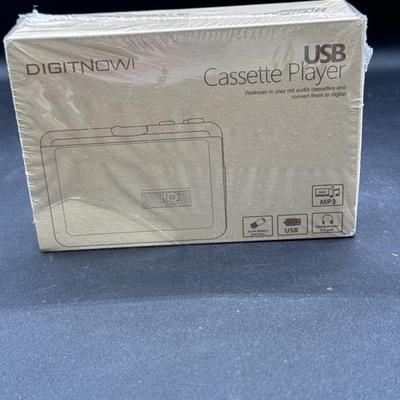 DIGITNOW!
USB
Cassette Player
Walkman to play old audio cassettes and
convert them to digital
MP3
USB